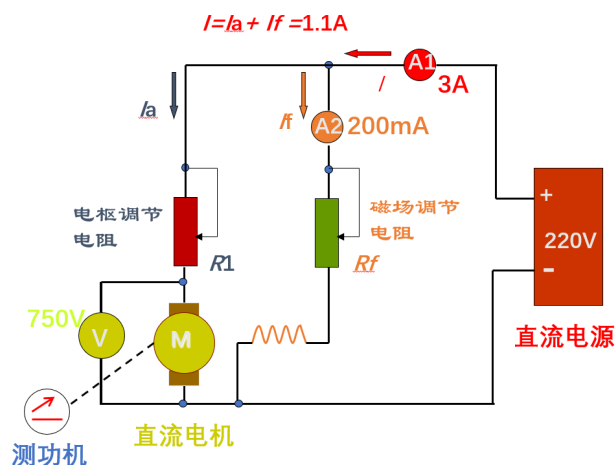 I=Ia+ If =1.1A
A1
I
3A
Ia
If
A2
200mA
电枢调节
电阻
R1
磁场调节
电阻
Rf
+
220V
-
直流电源
750V
V
M
直流电机
测功机